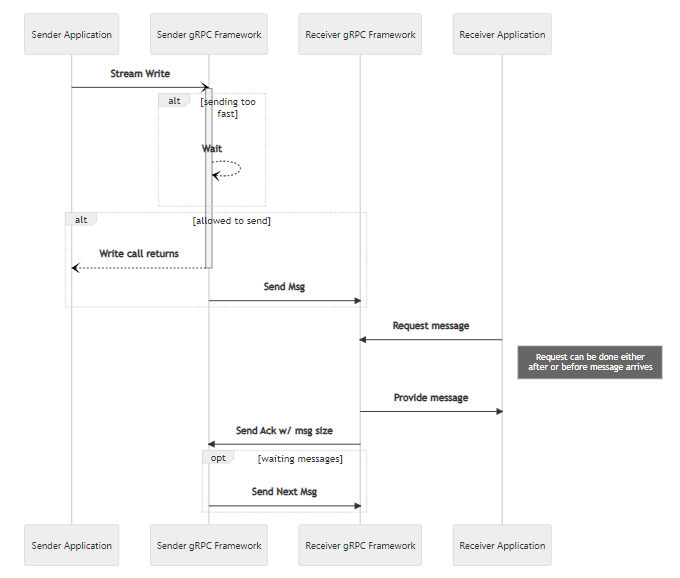 Sender Application
Sender gRPC Framework
Receiver gRPC Framework
Receiver Application
Stream Write
alt
[sending too
fast]
Wait
alt
[allowed to send]
Write call returns
Send Msg
Request message
Request can be done either
after or before message arrives
Provide message
Send Ack w/ msg size
opt
[waiting messages]
Send Next Msg
Sender Application
Sender gRPC Framework
Receiver gRPC Framework
Receiver Application